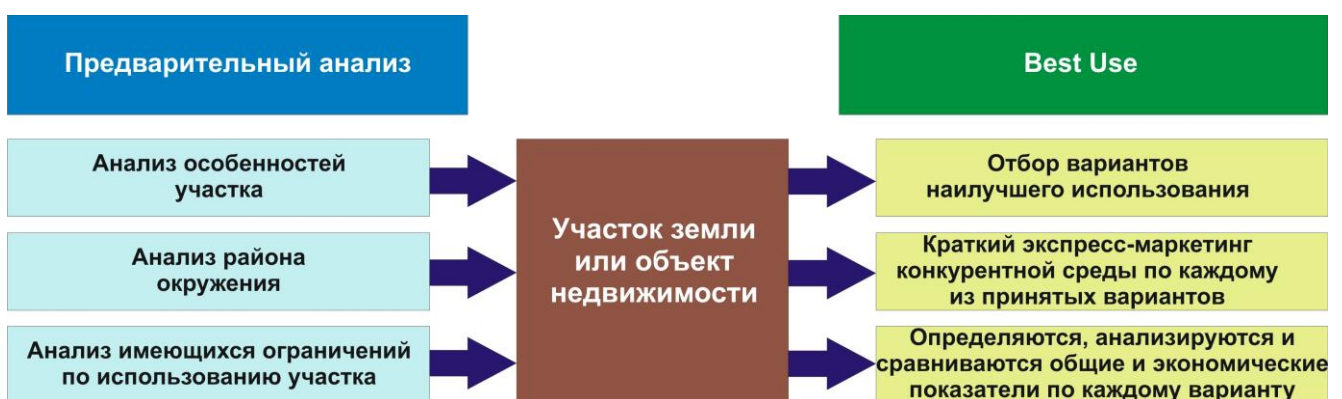 Предварительный анализ
Best Use
Анализ особенностей
участка
Анализ района
окружения
Анализ имеющихся ограничений
по использованию участка
Участок земли
или объект
недвижимости
Отбор вариантов
наилучшего использования
Краткий экспресс-маркетинг
конкурентной среды по каждому
из принятых вариантов
Определяются, анализируются и
сравниваются общие и экономические
показатели по каждому варианту